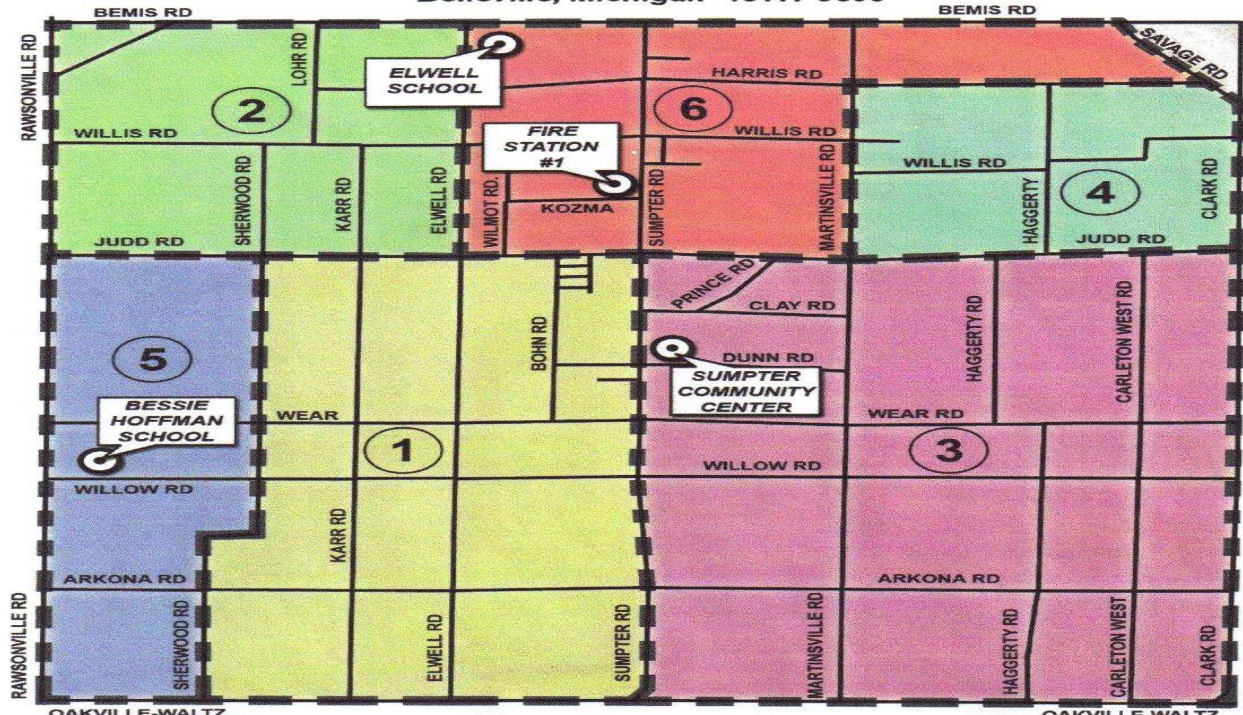 BEMIS RD
BEMIS RD
RAWSONVILLE RD
LOHR RD
ELWELL
SCHOOL
HARRIS RD
SAVAGE RD
2
6
WILLIS RD
FIRE
STATION
#1
WILLIS RD
WILLIS RD
SHERWOOD RD
KARR RD
ELWELL RD
WILMOT RD.
KOZMA
SUMPTER RD
MARTINSVILLE RD
HAGGERTY
4
CLARK RD
JUDD RD
JUDD RD
PRINCE RD
CLAY RD
BOHN RD
HAGGERTY RD
CARLETON WEST RD
5
DUNN RD
SUMPTER
COMMUNITY
CENTER
BESSIE
HOFFMAN
SCHOOL
WEAR
WEAR RD
1
3
WILLOW RD
WILLOW RD
KARR RD
ARKONA RD
ARKONA RD
RAWSONVILLE RD
SHERWOOD RD
ELWELL RD
SUMPTER RD
MARTINSVILLE RD
HAGGERTY RD
CARLETON WEST
CLARK RD
OAKVILLE-WALTZ
OAKVILLE-WALTZ